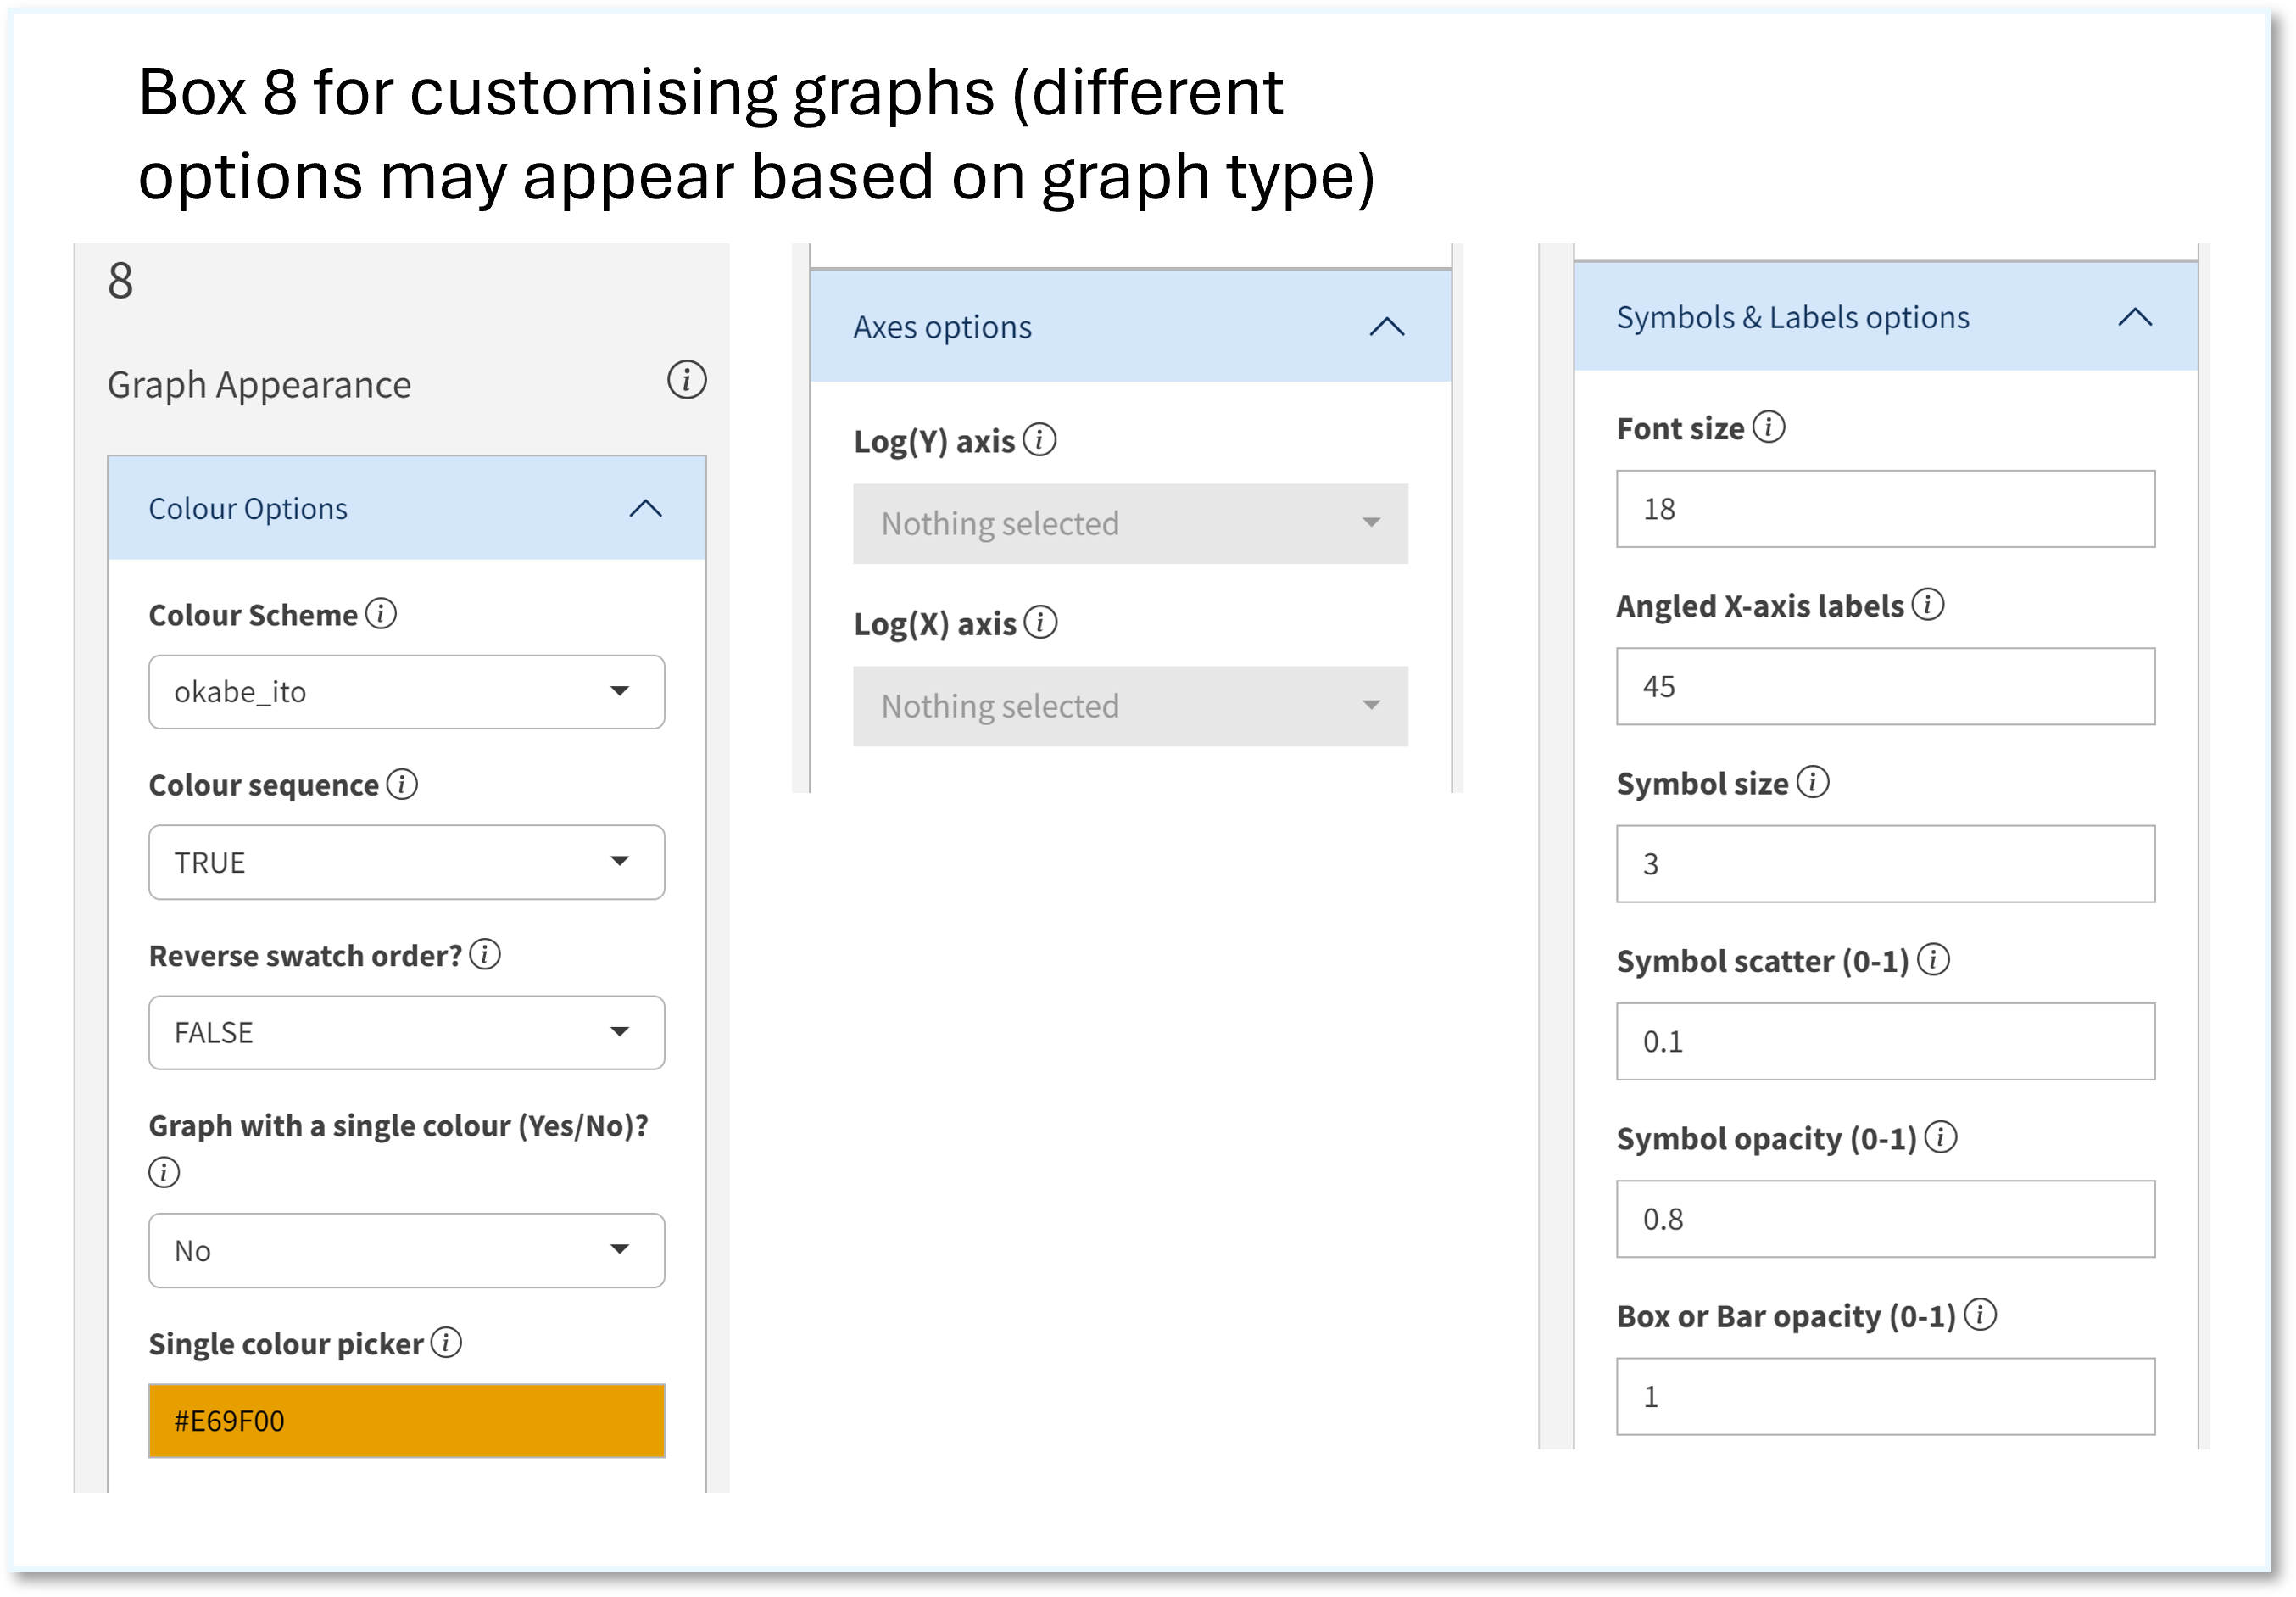 Box 8 for customising graphs (different
options may appear based on graph type)
8
Graph Appearance
Colour Options
Colour Scheme
okabe_ito
Colour sequence
TRUE
Reverse swatch order?
FALSE
Graph with a single colour (Yes/No)?
No
Single colour picker
#E69F00
Axes options
Log(Y) axis
Nothing selected
Log(X) axis
Nothing selected
Symbols & Labels options
Font size
18
Angled X-axis labels
45
Symbol size
3
Symbol scatter (0-1)
0.1
Symbol opacity (0-1)
0.8
Box or Bar opacity (0-1)
1